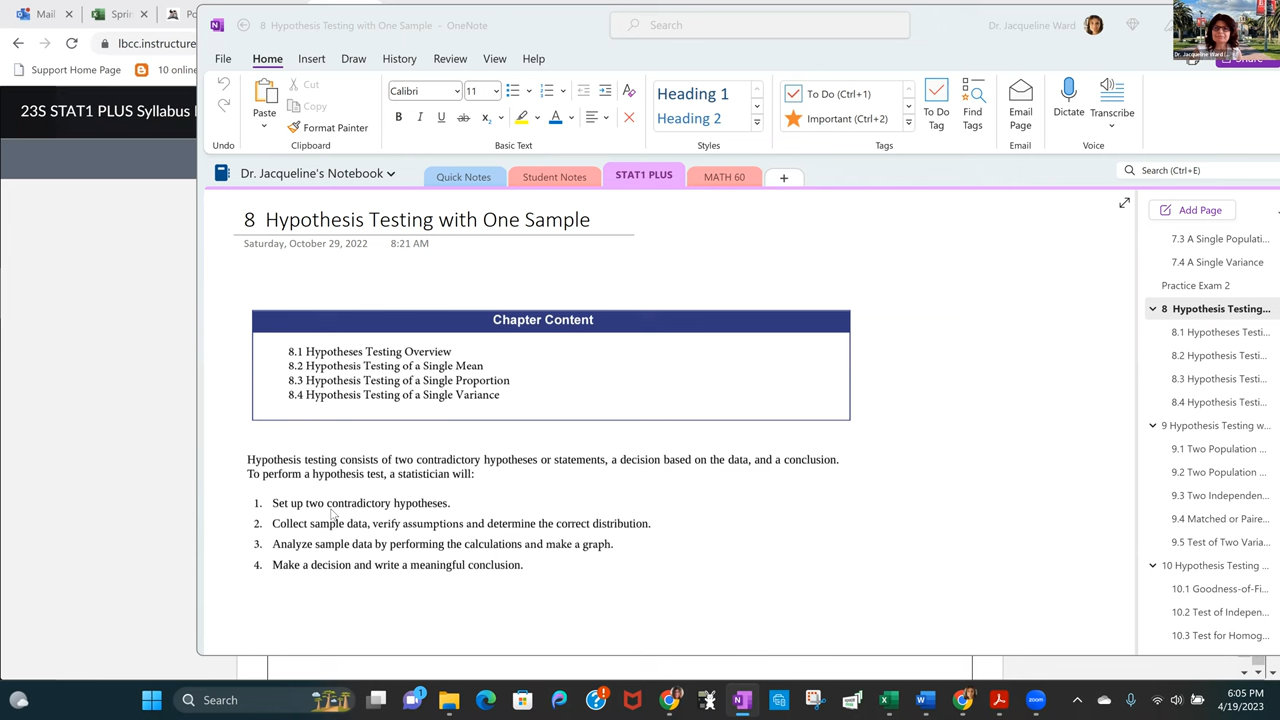 Mail
Sprir
Po
8 Hypothesis Testing with One Sample - OneNote
Search
Dr. Jacqueline Ward
Dr. Jacqueline Ward
lbcc.instructure
File
Home
Insert
Draw
History
Review
View
Help
Share
Support Home Page
10 online
Cut
Copy
Format Painter
Paste
Calibri
11
Heading 1
Heading 2
To Do (Ctrl+1)
Important (Ctrl+2)
To Do
Tag
Find
Tags
Email
Page
Dictate
Transcribe
23S STAT1 PLUS Syllabus
Undo
Clipboard
Basic Text
Styles
Tags
Email
Voice
Dr. Jacqueline's Notebook
Quick Notes
Student Notes
STAT1 PLUS
MATH 60
+
Search (Ctrl+E)
8 Hypothesis Testing with One Sample
Saturday, October 29, 2022 8:21 AM
Chapter Content
8.1 Hypotheses Testing Overview
8.2 Hypothesis Testing of a Single Mean
8.3 Hypothesis Testing of a Single Proportion
8.4 Hypothesis Testing of a Single Variance
Hypothesis testing consists of two contradictory hypotheses or statements, a decision based on the data, and a conclusion.
To perform a hypothesis test, a statistician will:
1. Set up two contradictory hypotheses.
2. Collect sample data, verify assumptions and determine the correct distribution.
3. Analyze sample data by performing the calculations and make a graph.
4. Make a decision and write a meaningful conclusion.
Add Page
7.3 A Single Populati...
7.4 A Single Variance
Practice Exam 2
8 Hypothesis Testing...
8.1 Hypotheses Testi...
8.2 Hypothesis Testi...
8.3 Hypothesis Testi...
8.4 Hypothesis Testi...
9 Hypothesis Testing w...
9.1 Two Population ...
9.2 Two Population ...
9.3 Two Independen...
9.4 Matched or Paire...
9.5 Test of Two Varia...
10 Hypothesis Testing ...
10.1 Goodness-of-Fi...
10.2 Test of Indepen...
10.3 Test for Homog...
Search
6:05 PM
4/19/2023